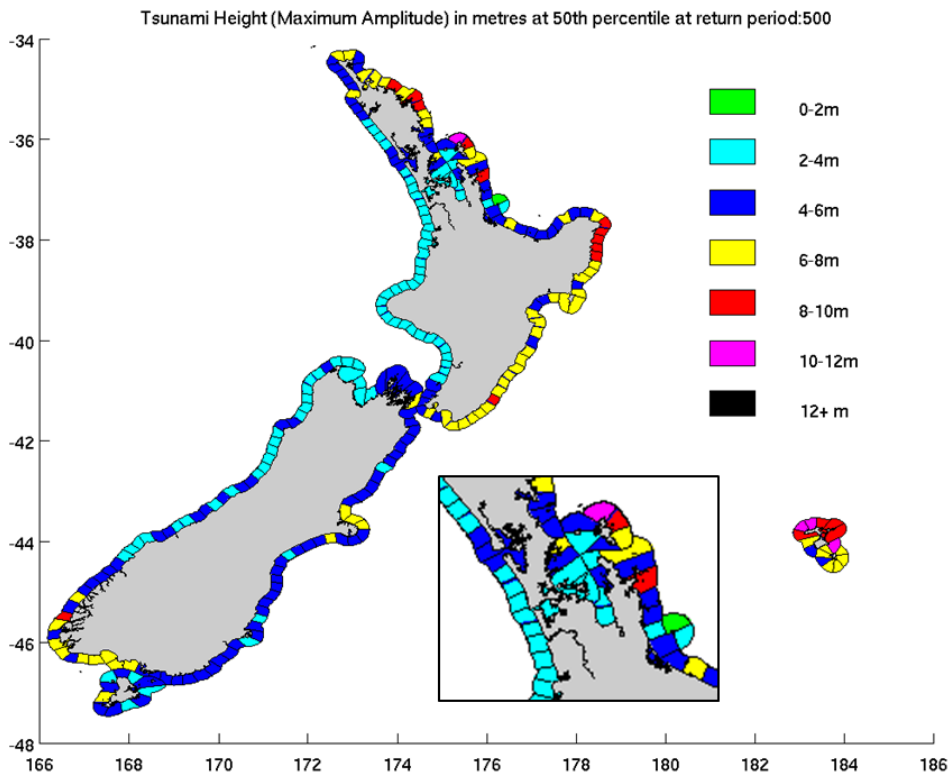 Tsunami Height (Maximum Amplitude) in metres at 50th percentile at return period:500
-34
-36
-38
-40
-42
-44
-46
-48
0-2m
2-4m
4-6m
6-8m
8-10m
10-12m
12+ m
166
168
170
172
174
176
178
180
182
184
186